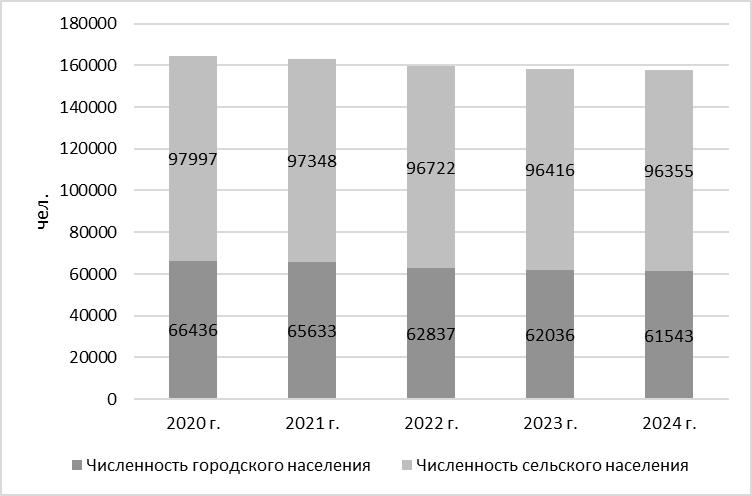 180000
160000
140000
120000
100000
80000
60000
40000
20000
0
чел.
97997 97348 96722 96416 96355
66436 65633 62837 62036 61543
2020 г. 2021 г. 2022 г. 2023 г. 2024 г.
Численность городского населения Численность сельского населения